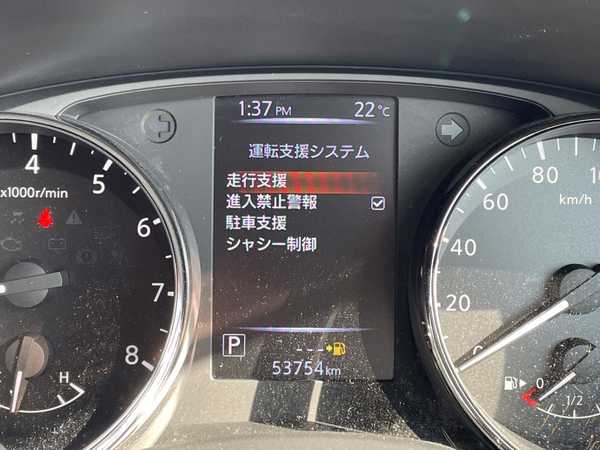 1:37 PM 22℃
運転支援システム
走行支援
進入禁止警報
駐車支援
シャシー制御
P ---
53754km
4
5
6
7
8
x1000r/min
H
0
20
40
60
80
km/h
0
1/2